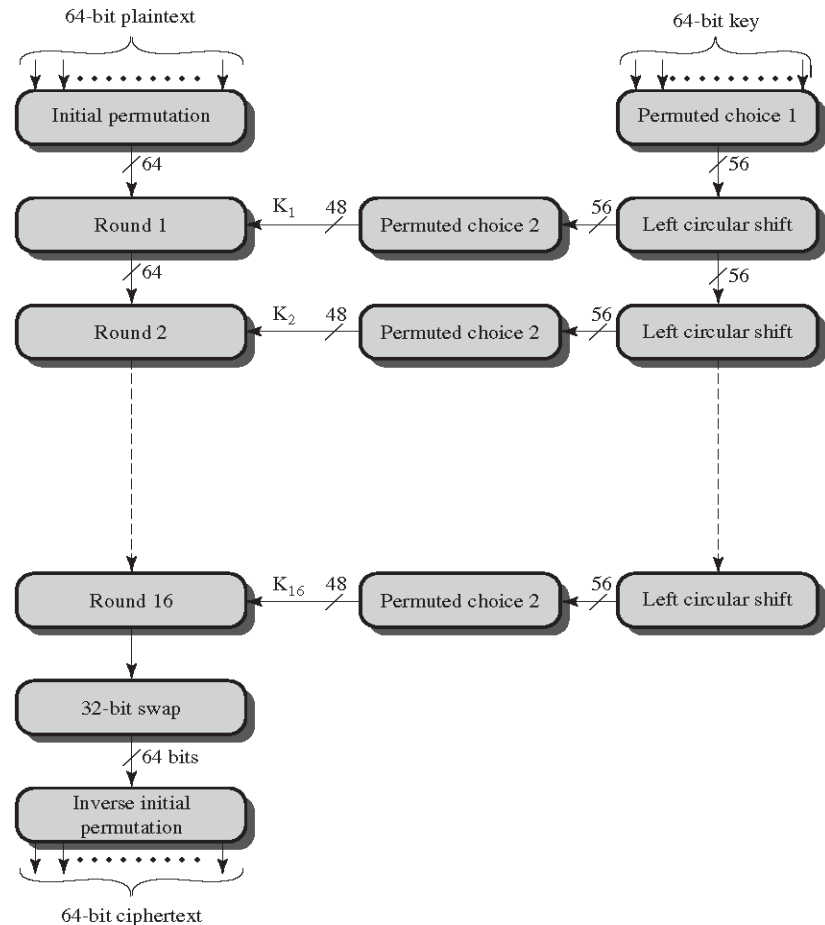 64-bit plaintext
64-bit key
Initial permutation
Permuted choice 1
64
56
Round 1
K1
48
Permuted choice 2
56
Left circular shift
64
56
Round 2
K2
48
Permuted choice 2
56
Left circular shift
Round 16
K16
48
Permuted choice 2
56
Left circular shift
32-bit swap
64 bits
Inverse initial
permutation
64-bit ciphertext